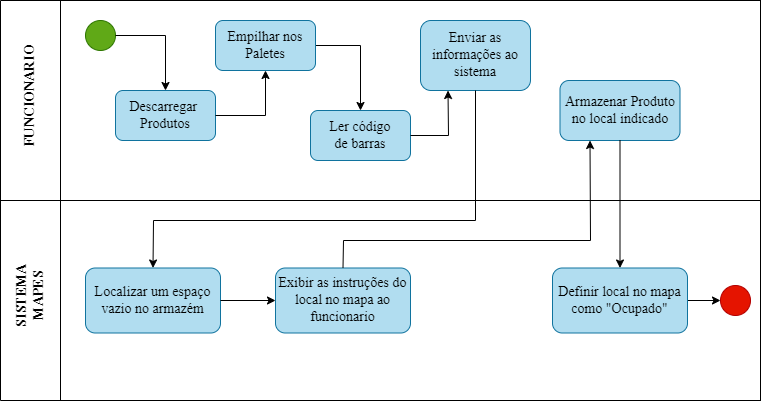 FUNCIONARIO
Descarregar
Produtos
Empilhar nos
Paletes
Ler código
de barras
Enviar as
informações ao
sistema
Armazenar Produto
no local indicado
SISTEMA
MAPES
Localizar um espaço
vazio no armazém
Exibir as instruções do
local no mapa ao
funcionario
Definir local no mapa
como "Ocupado"